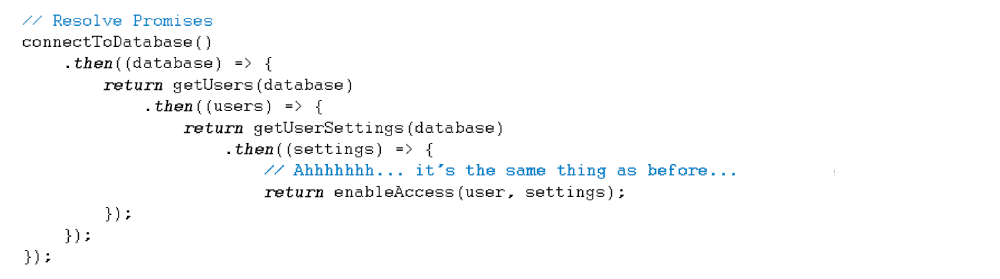 // Resolve Promises
connectToDatabase()
    .then((database) => {
        return getUsers(database)
            .then((users) => {
                return getUserSettings(database)
                    .then((settings) => {
                        // Ahhhhhhh... it's the same thing as before...
                        return enableAccess(user, settings);
        });
    });
});